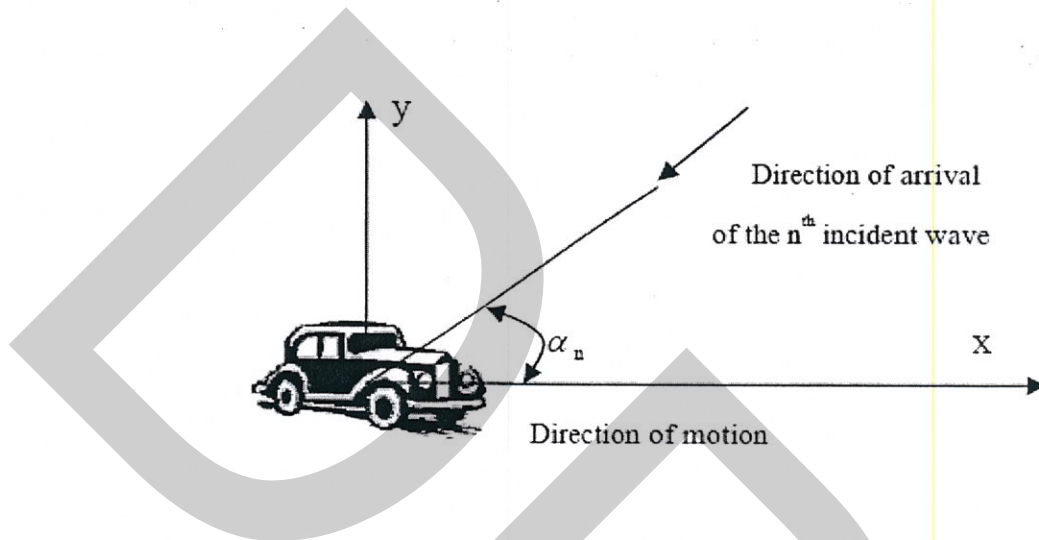 y
Direction of arrival
of the nᵗʰ incident wave
αₙ
x
Direction of motion